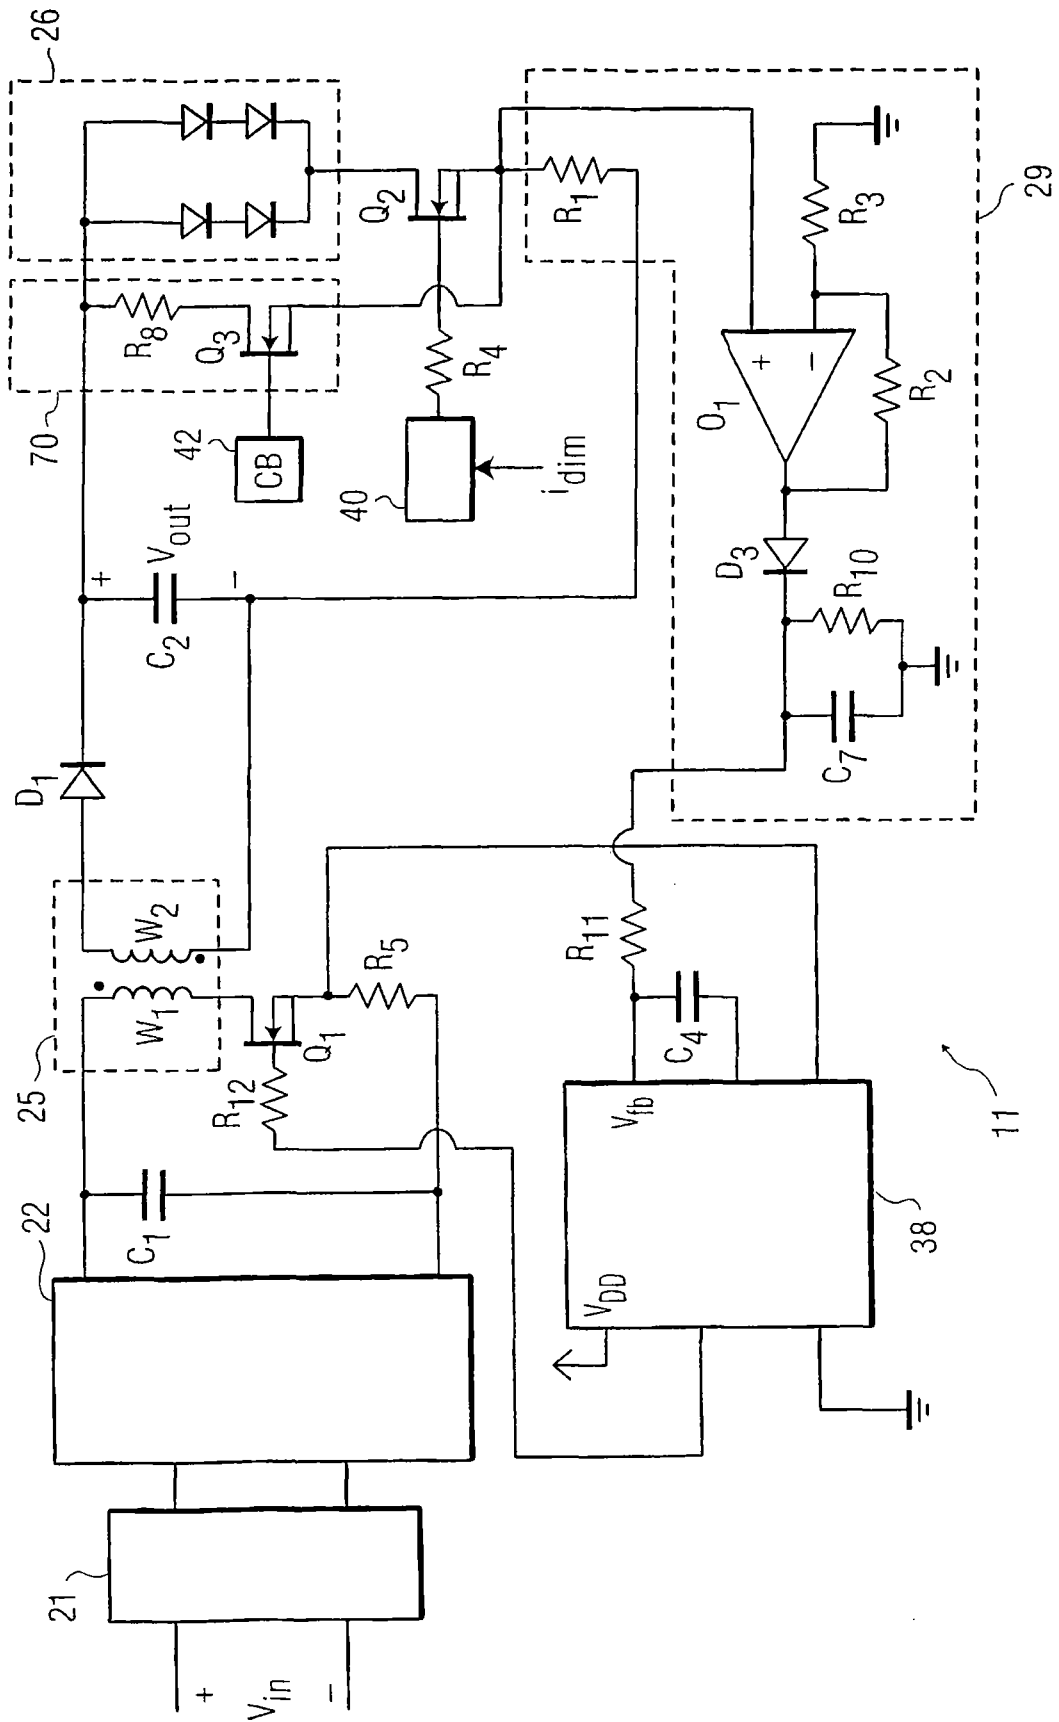 26
70
R8
Q3
42
CB
Q2
R4
40
idim
R1
29
R3
O1
+
−
R2
D3
R10
C7
+
Vout
−
C2
D1
25
W2
W1
Q1
R5
R12
R11
C4
Vfb
VDD
38
11
22
C1
21
+
Vin
−